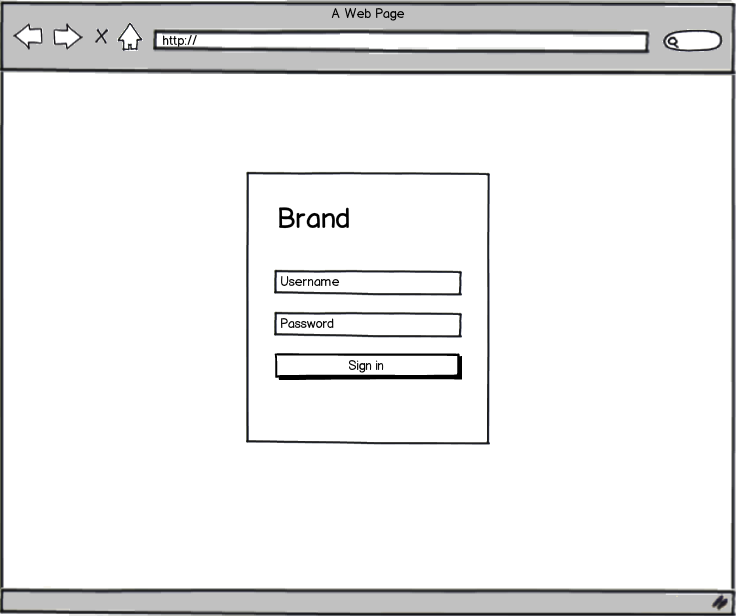 A Web Page
http://
Brand
Username
Password
Sign in